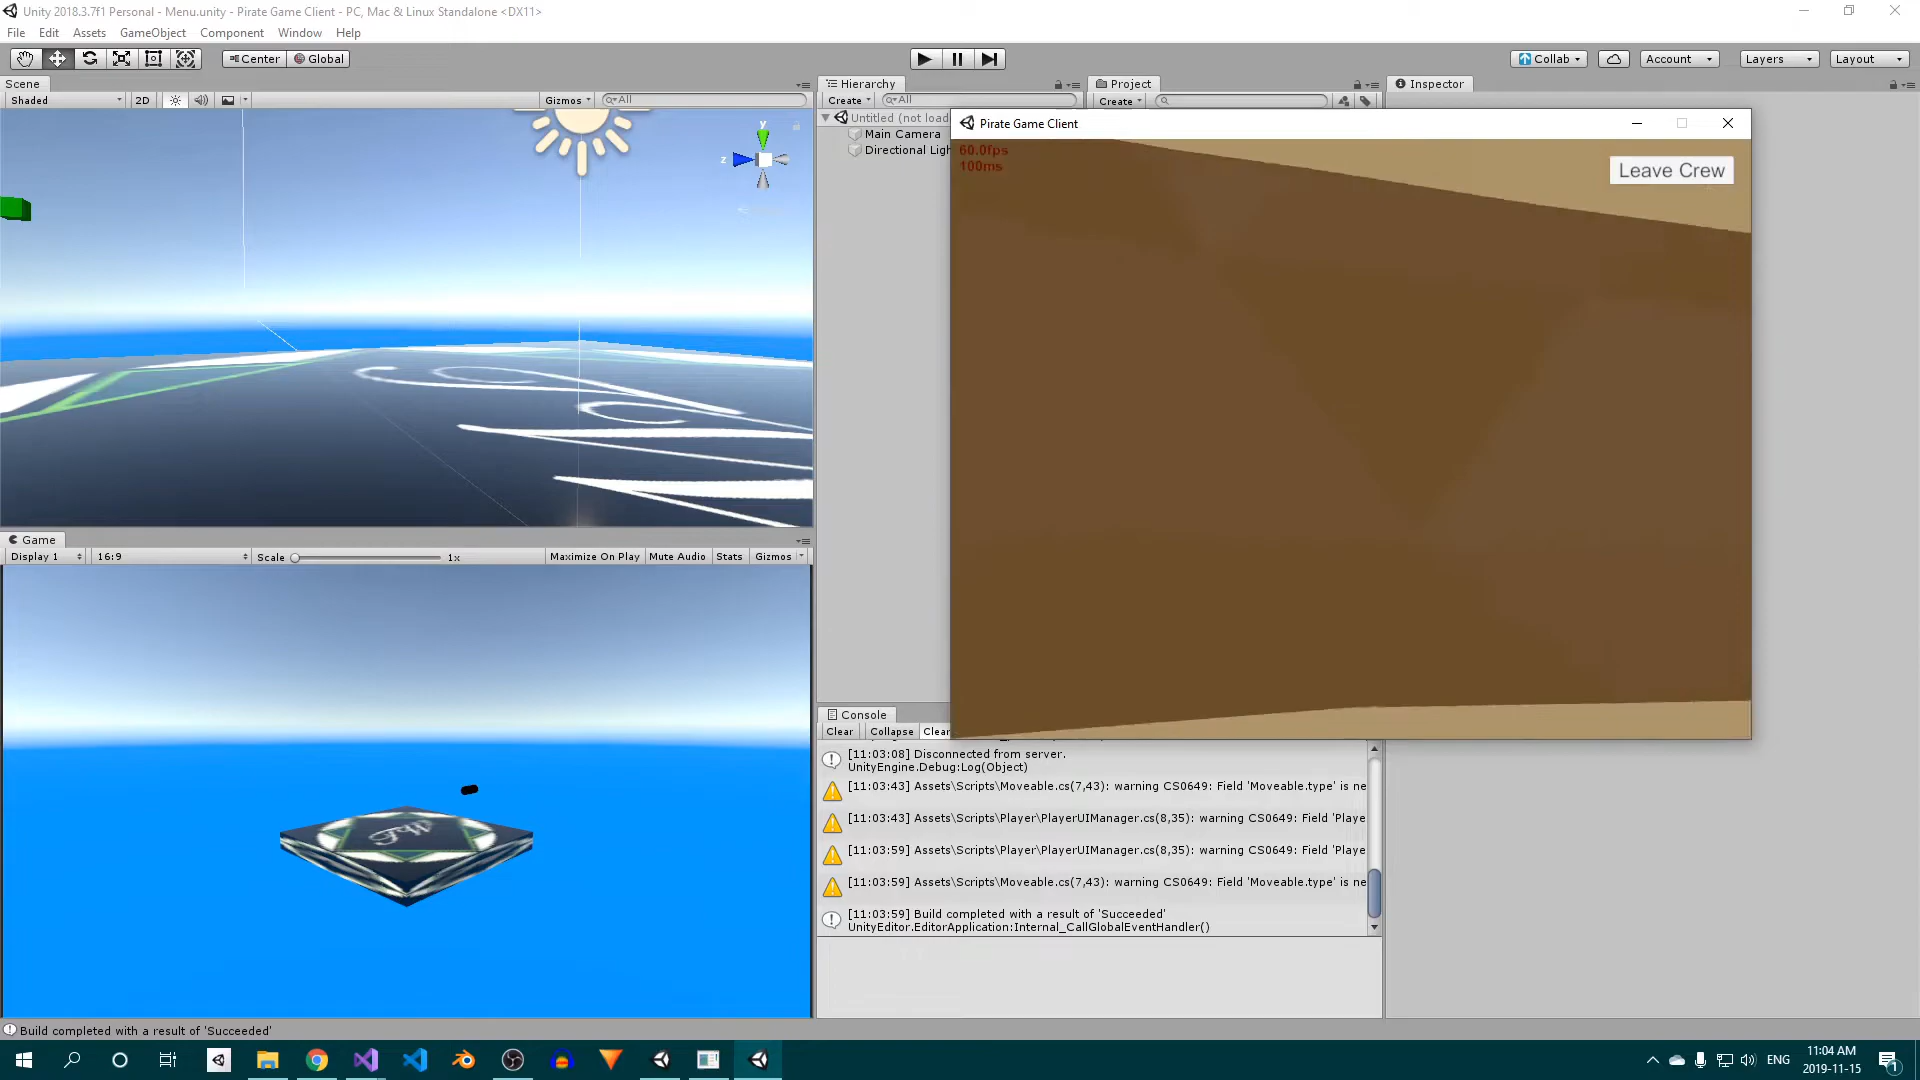 Unity 2018.3.7f1 Personal - Menu.unity - Pirate Game Client - PC, Mac & Linux Standalone <DX11>
File Edit Assets GameObject Component Window Help
Center Global Collab Account Layers Layout
Scene Hierarchy Project Inspector
Shaded 2D Gizmos All Create All Create
Untitled (not load
Main Camera
Directional Ligh
y
z
Pirate Game Client
60.0fps
100ms
Leave Crew
Game
Display 1 16:9 Scale 1x Maximize On Play Mute Audio Stats Gizmos
Console
Clear Collapse Clear
[11:03:08] Disconnected from server.
UnityEngine.Debug:Log(Object)
[11:03:43] Assets\Scripts\Moveable.cs(7,43): warning CS0649: Field 'Moveable.type' is ne
[11:03:43] Assets\Scripts\Player\PlayerUIManager.cs(8,35): warning CS0649: Field 'Playe
[11:03:59] Assets\Scripts\Player\PlayerUIManager.cs(8,35): warning CS0649: Field 'Playe
[11:03:59] Assets\Scripts\Moveable.cs(7,43): warning CS0649: Field 'Moveable.type' is ne
[11:03:59] Build completed with a result of 'Succeeded'
UnityEditor.EditorApplication:Internal_CallGlobalEventHandler()
Build completed with a result of 'Succeeded'
ENG
11:04 AM
2019-11-15
1